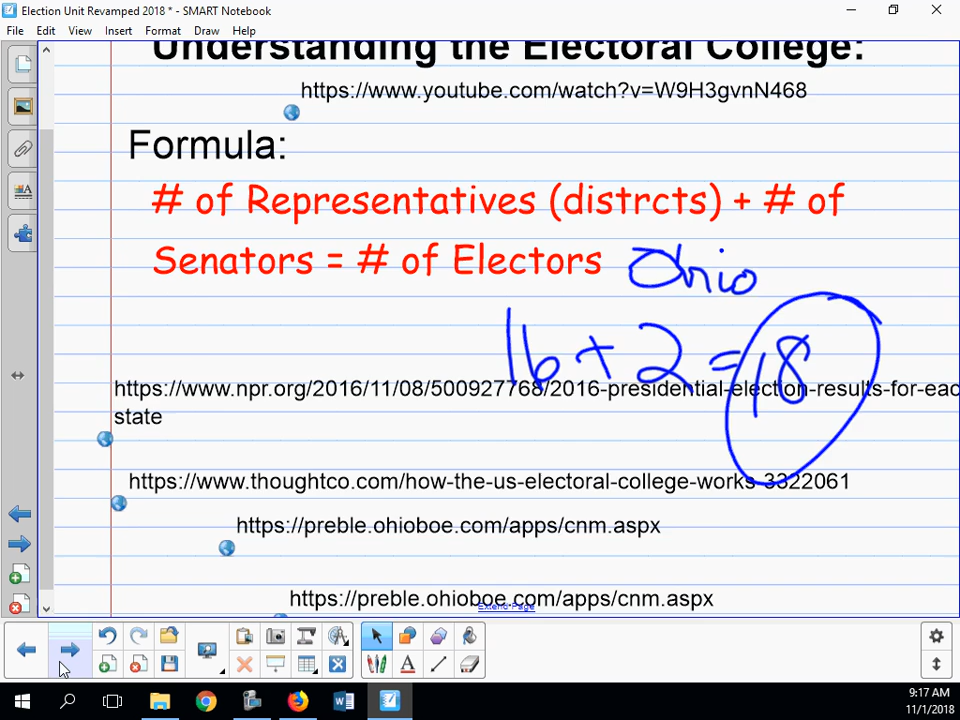 Election Unit Revamped 2018 * - SMART Notebook
File Edit View Insert Format Draw Help
Understanding the Electoral College:
https://www.youtube.com/watch?v=W9H3gvnN468
Formula:
# of Representatives (distrcts) + # of
Senators = # of Electors
Ohio
16 + 2 = 18
https://www.npr.org/2016/11/08/500927768/2016-presidential-election-results-for-eac
state
https://www.thoughtco.com/how-the-us-electoral-college-works-3322061
https://preble.ohioboe.com/apps/cnm.aspx
https://preble.ohioboe.com/apps/cnm.aspx
Extend Page
9:17 AM
11/1/2018